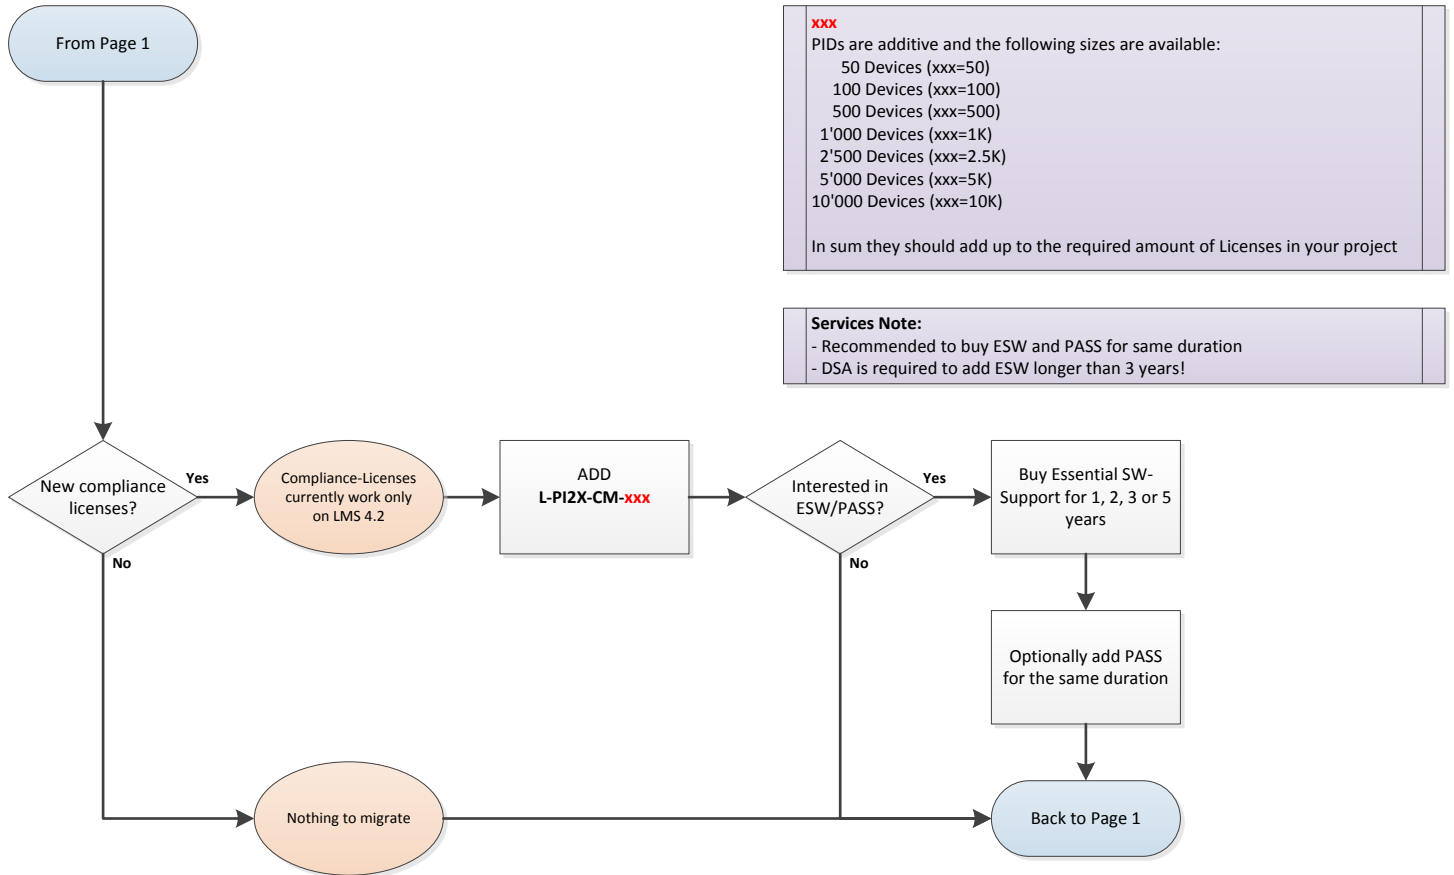 From Page 1
xxx
PIDs are additive and the following sizes are available:
50 Devices (xxx=50)
100 Devices (xxx=100)
500 Devices (xxx=500)
1'000 Devices (xxx=1K)
2'500 Devices (xxx=2.5K)
5'000 Devices (xxx=5K)
10'000 Devices (xxx=10K)
In sum they should add up to the required amount of Licenses in your project
Services Note:
- Recommended to buy ESW and PASS for same duration
- DSA is required to add ESW longer than 3 years!
New compliance
licenses?
Yes
No
Compliance-Licenses
currently work only
on LMS 4.2
ADD
L-PI2X-CM-xxx
Interested in
ESW/PASS?
Yes
No
Buy Essential SW-
Support for 1, 2, 3 or 5
years
Optionally add PASS
for the same duration
Nothing to migrate
Back to Page 1